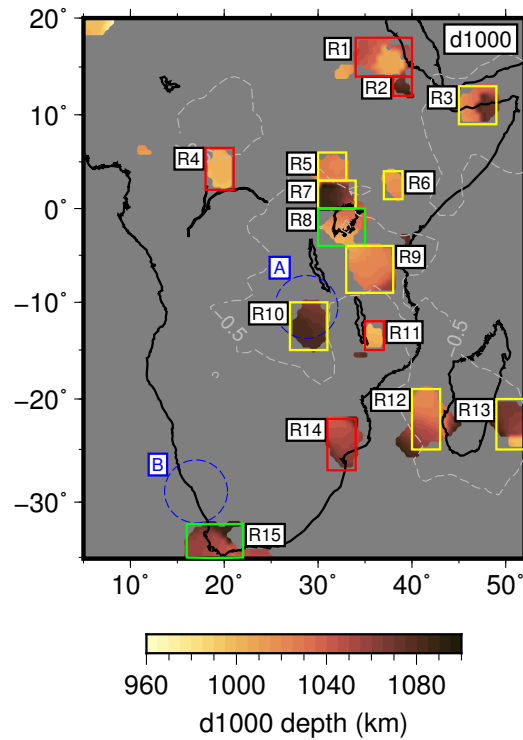 20˚
10˚
0˚
−10˚
−20˚
−30˚
d1000
R1
R2
R3
R4
R5
R6
R7
R8
R9
A
R10
R11
0.5
0.5
R12
R13
R14
B
R15
10˚ 20˚ 30˚ 40˚ 50˚
960 1000 1040 1080
d1000 depth (km)